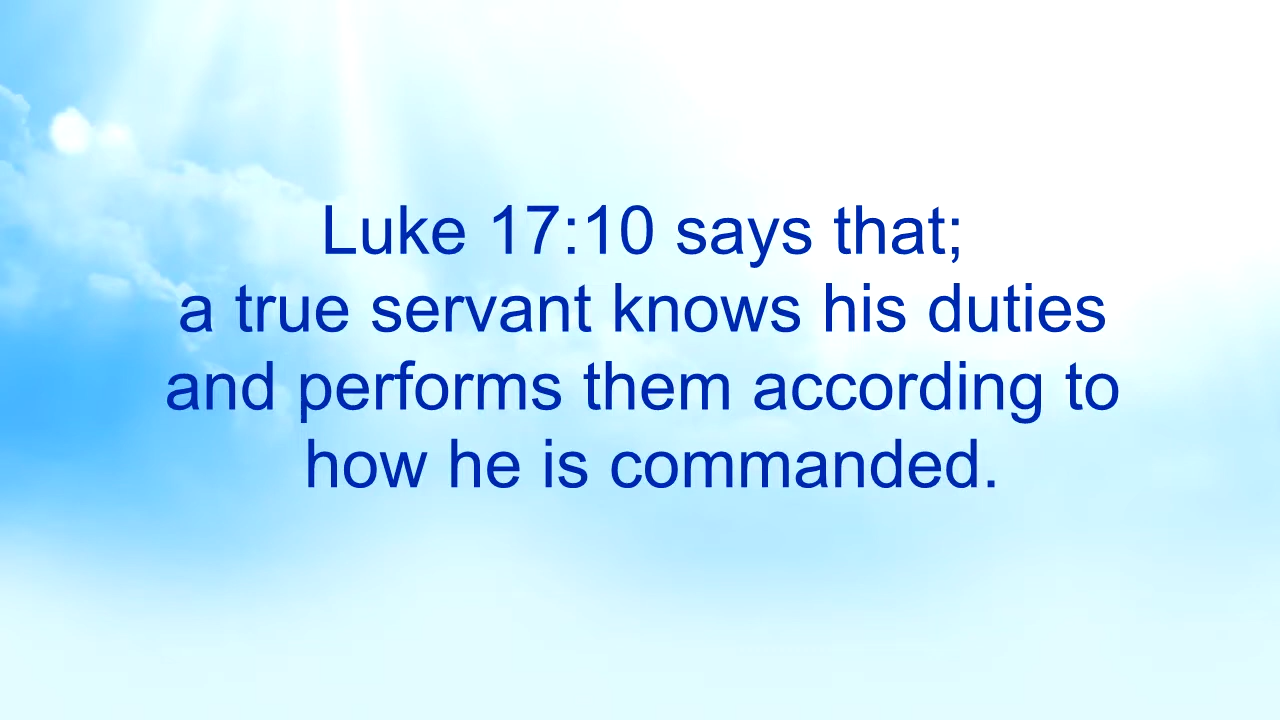 Luke 17:10 says that;
a true servant knows his duties
and performs them according to
how he is commanded.